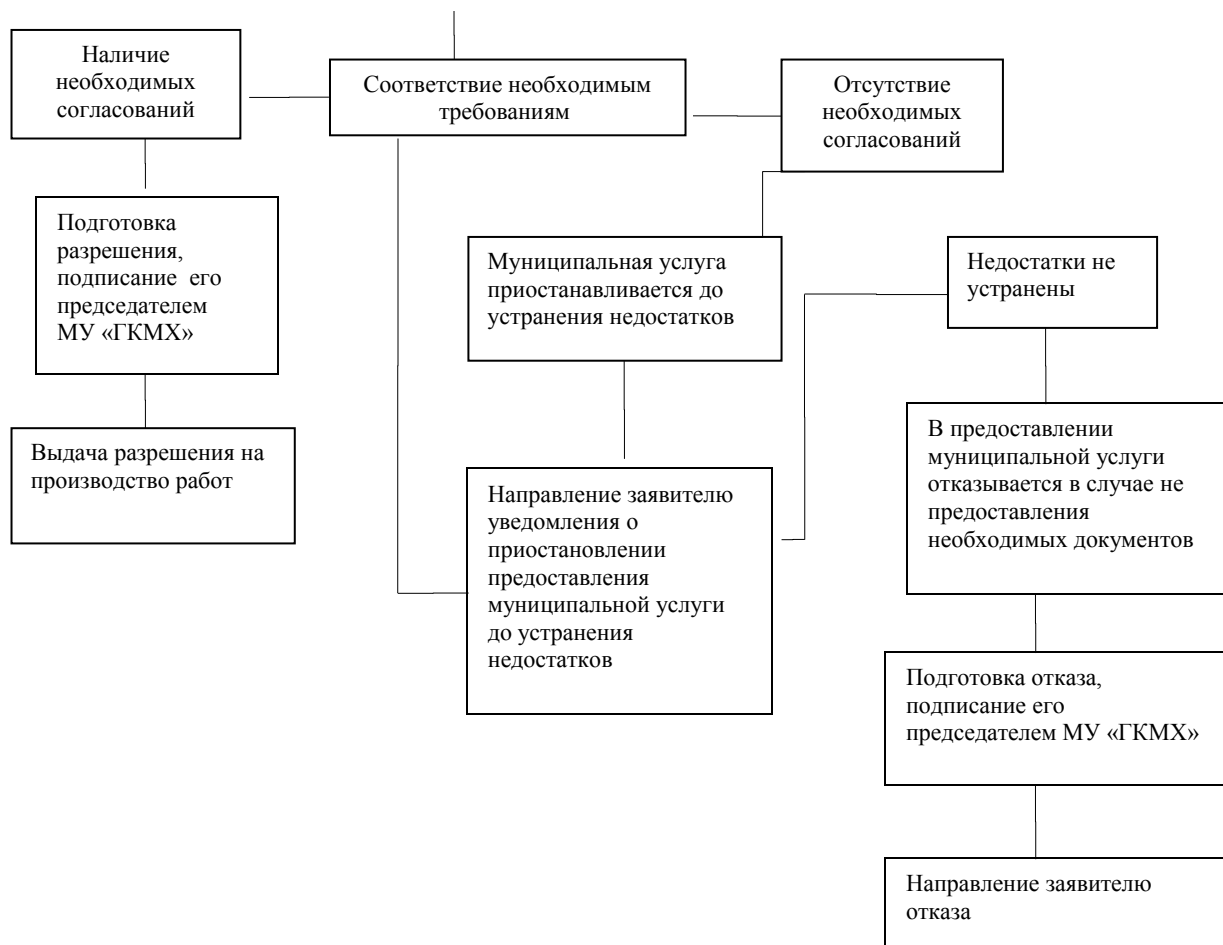 Наличие
необходимых
согласований
Соответствие необходимым
требованиям
Отсутствие
необходимых
согласований
Подготовка
разрешения,
подписание его
председателем
МУ «ГКМХ»
Муниципальная услуга
приостанавливается до
устранения недостатков
Недостатки не
устранены
Выдача разрешения на
производство работ
Направление заявителю
уведомления о
приостановлении
предоставления
муниципальной услуги
до устранения
недостатков
В предоставлении
муниципальной услуги
отказывается в случае не
предоставления
необходимых документов
Подготовка отказа,
подписание его
председателем МУ «ГКМХ»
Направление заявителю
отказа